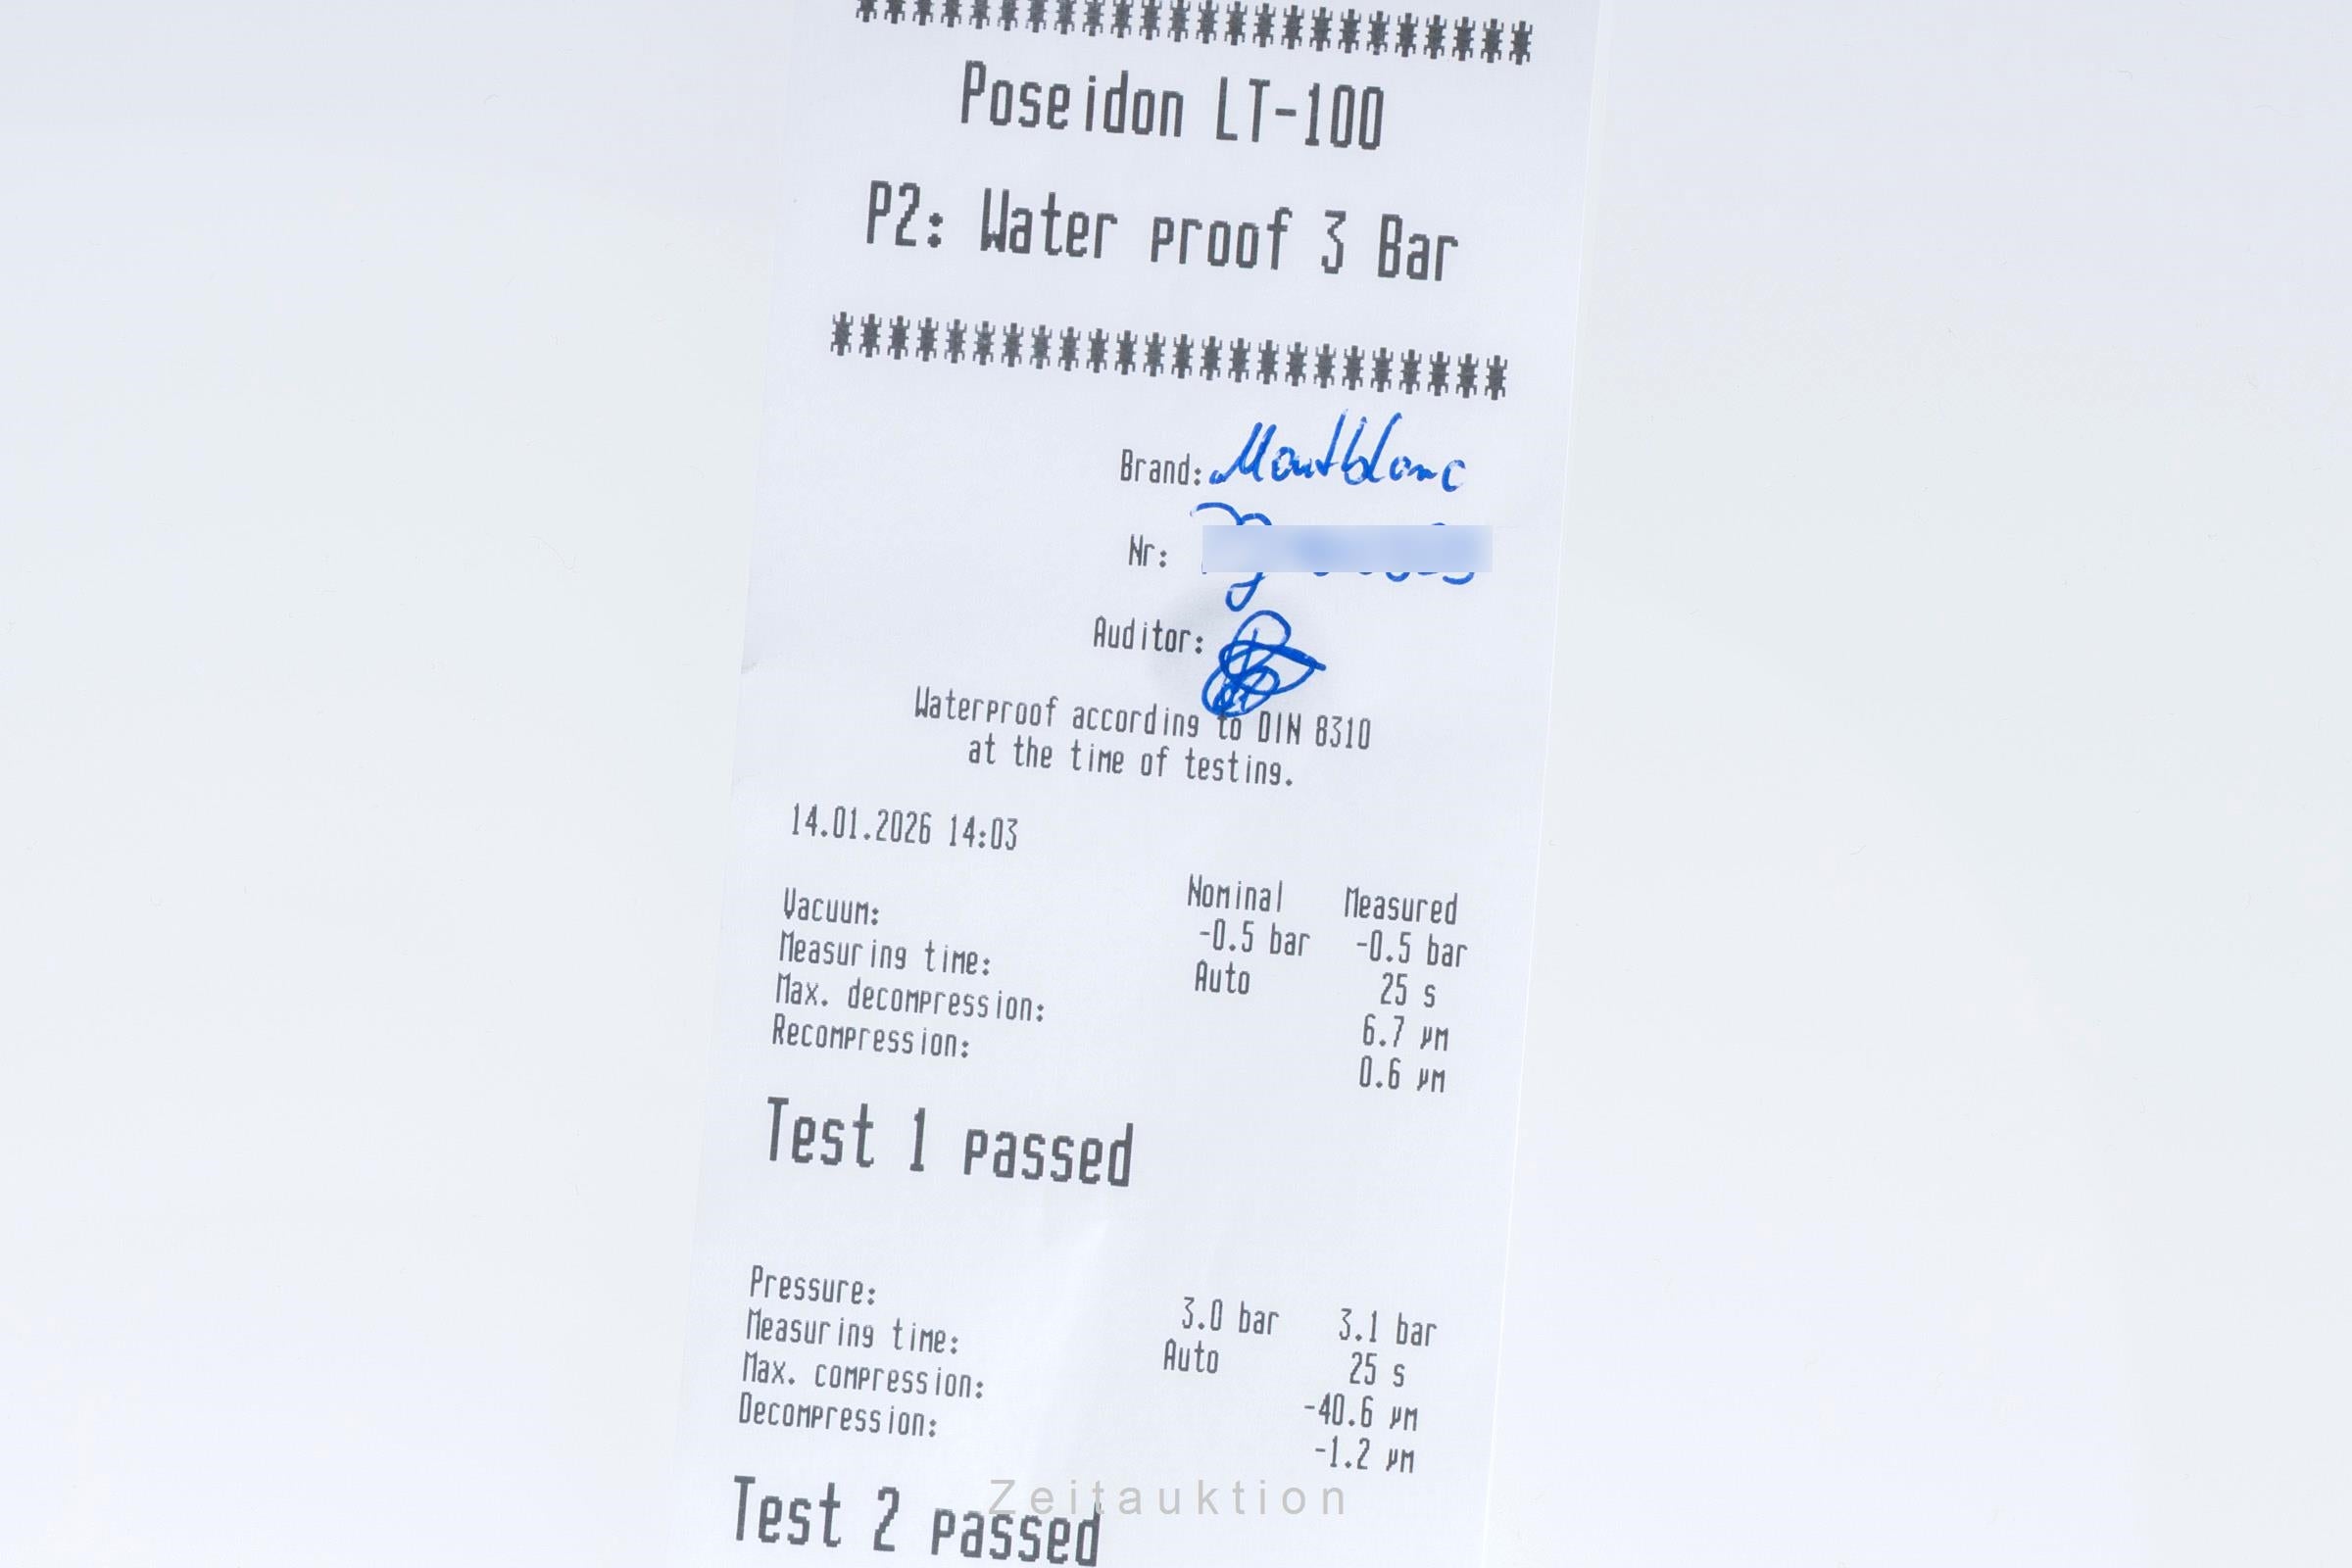 ************************
Poseidon LT-100
P2: Water proof 3 Bar
************************
Brand: Montblanc
Nr:
Auditor:
Waterproof according to DIN 8310
at the time of testing.
14.01.2026 14:03
Nominal Measured
Vacuum: -0.5 bar -0.5 bar
Measuring time: Auto 25 s
Max. decompression: 6.7 µm
Recompression: 0.6 µm
Test 1 passed
Pressure: 3.0 bar 3.1 bar
Measuring time: Auto 25 s
Max. compression: -40.6 µm
Decompression: -1.2 µm
Test 2 passed
Zeitauktion